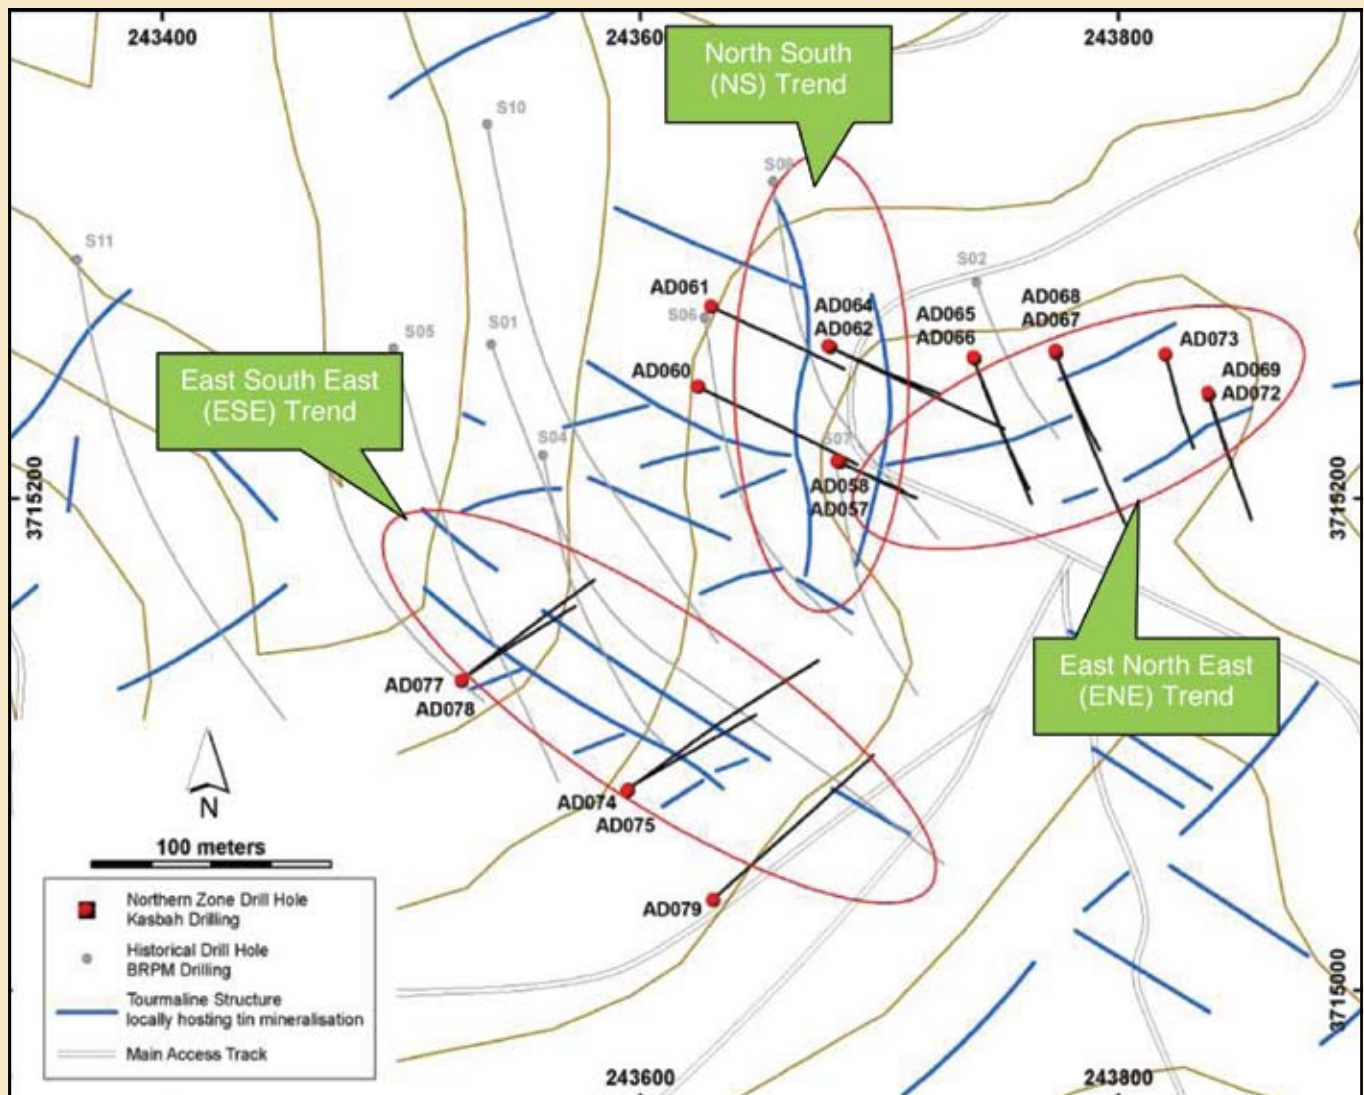 243400
243600
243800
North South
(NS) Trend
S10
S08
S11
S02
AD061
S06
AD064
AD062
AD065
AD066
AD068
AD067
AD073
S05
S01
AD060
AD069
AD072
East South East
(ESE) Trend
S04
S07
AD058
AD057
3715200
3715200
East North East
(ENE) Trend
AD077
AD078
AD074
AD075
AD079
N
100 meters
Northern Zone Drill Hole
Kasbah Drilling
Historical Drill Hole
BRPM Drilling
Tourmaline Structure
locally hosting tin mineralisation
Main Access Track
3715000
243600
243800